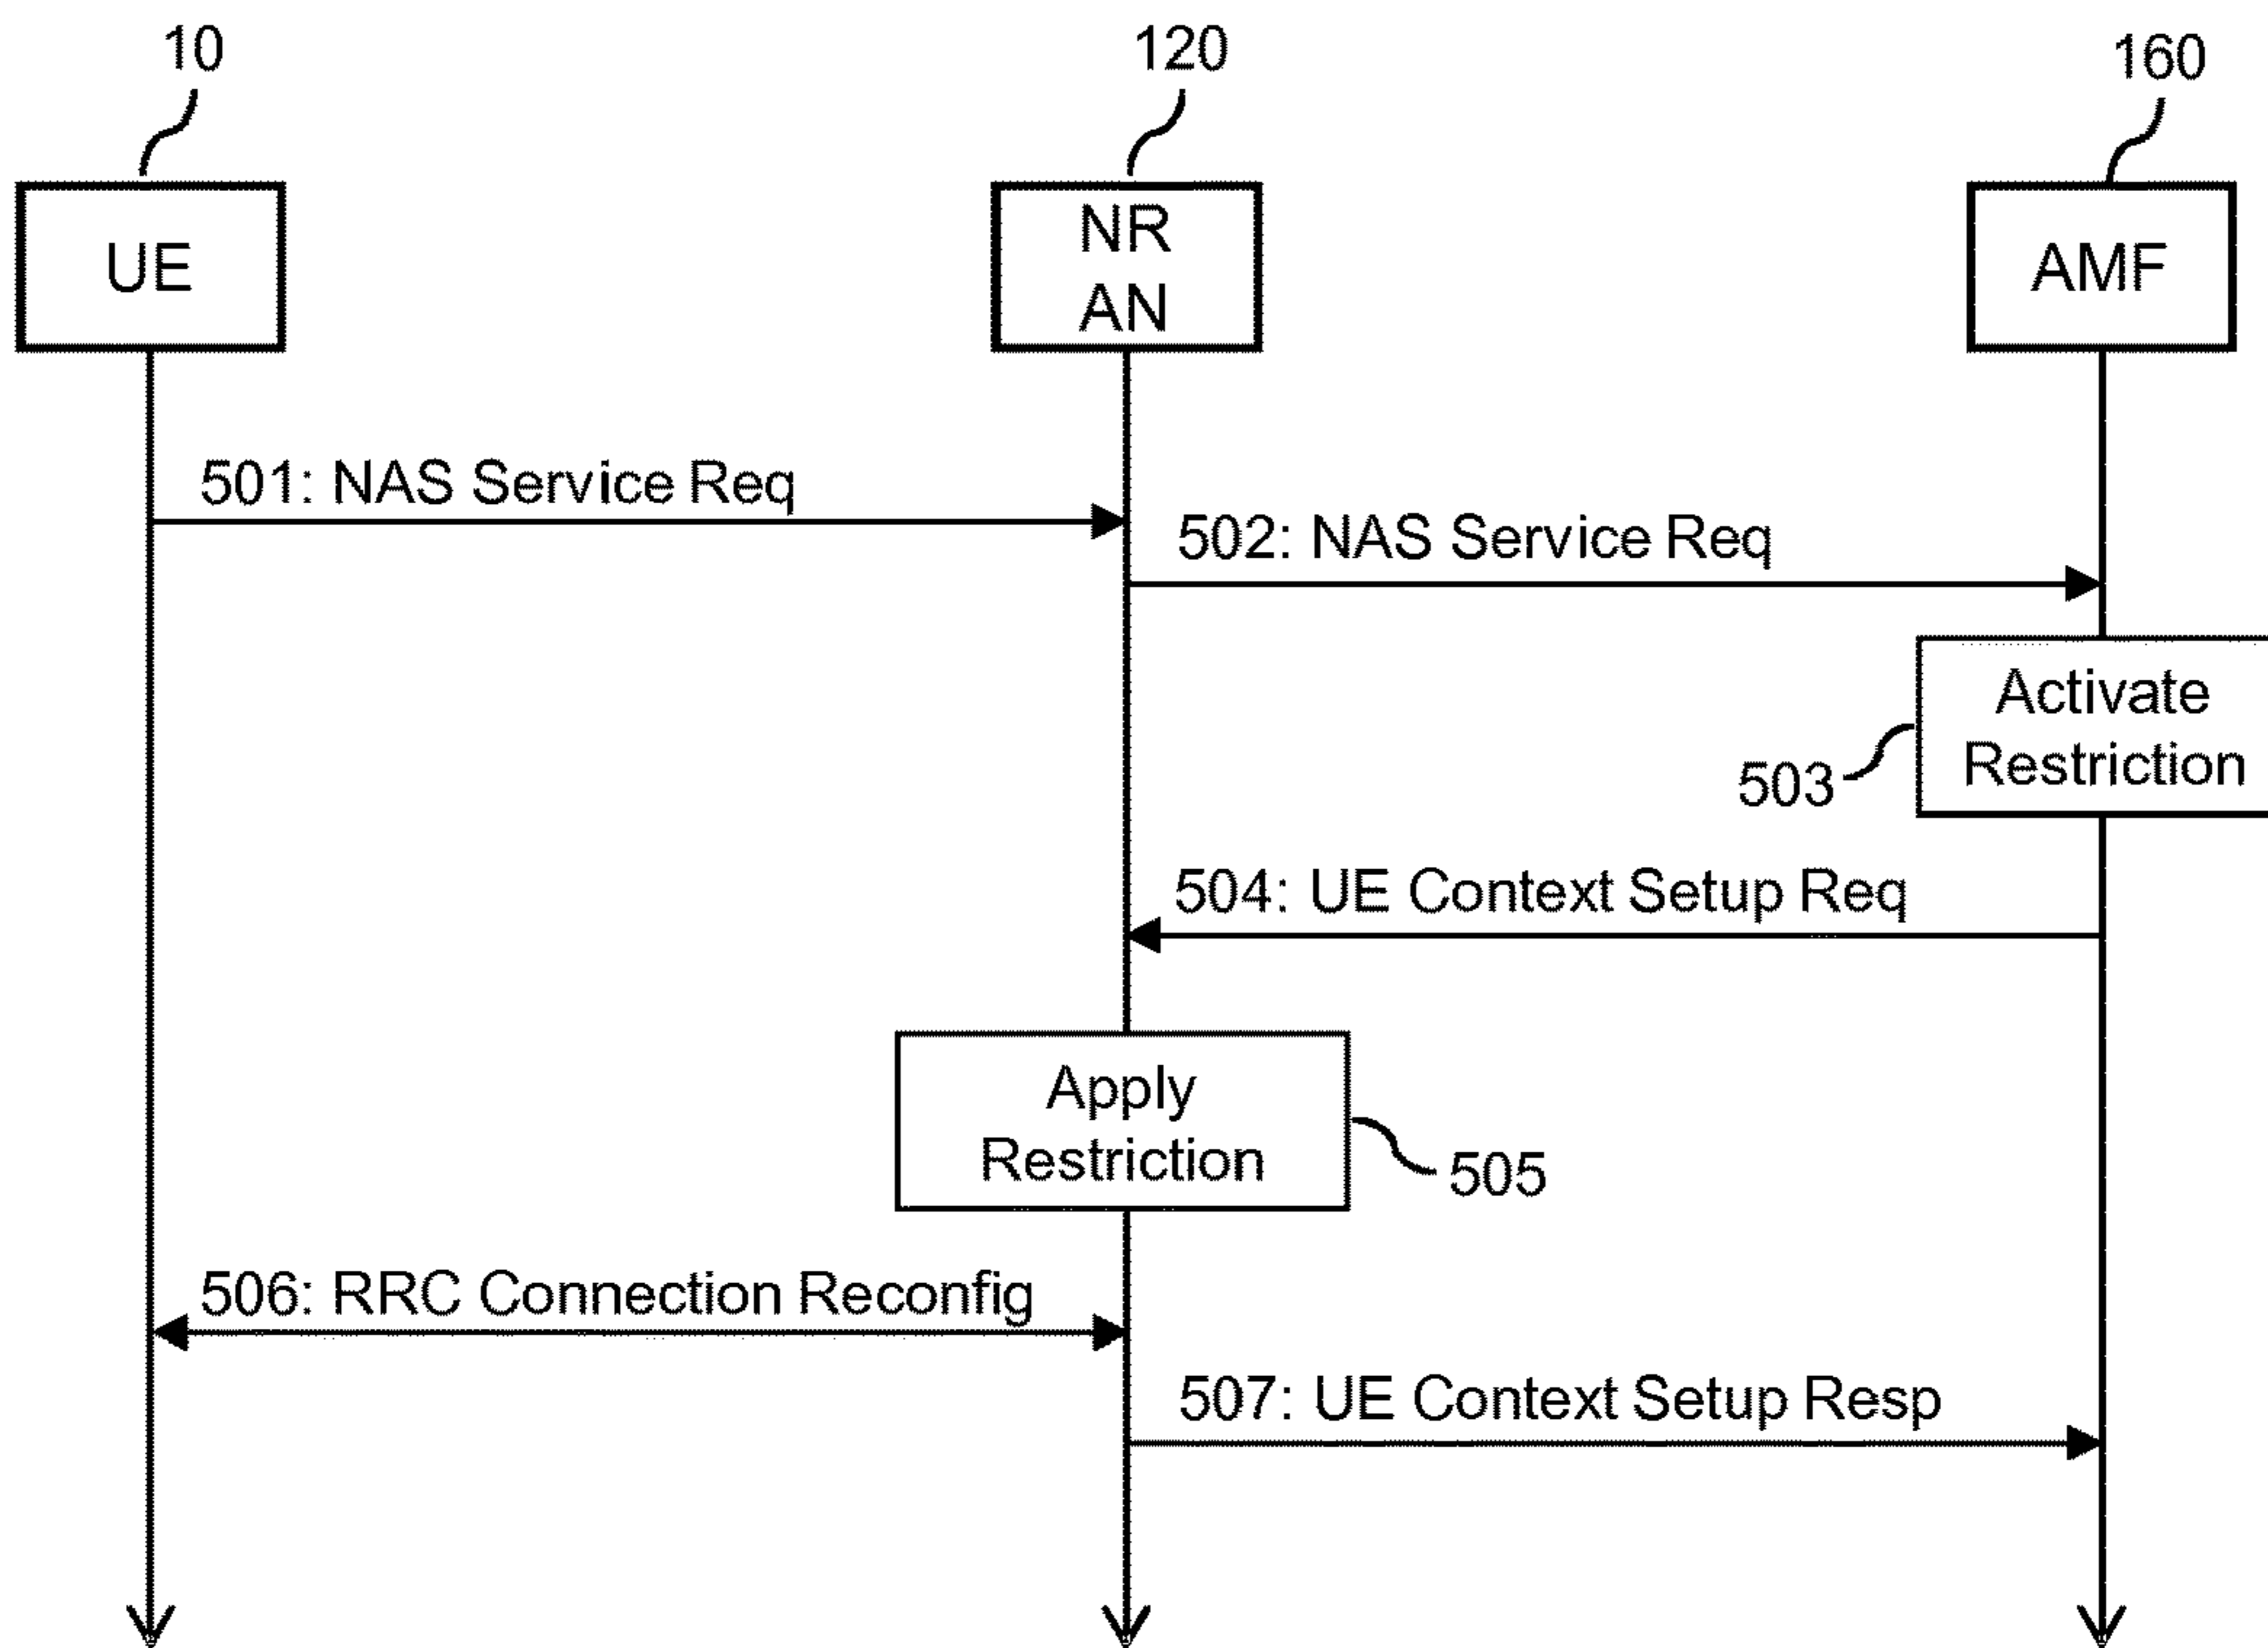 10
120
160
UE
NR
AN
AMF
501: NAS Service Req
502: NAS Service Req
Activate
Restriction
503
504: UE Context Setup Req
Apply
Restriction
505
506: RRC Connection Reconfig
507: UE Context Setup Resp